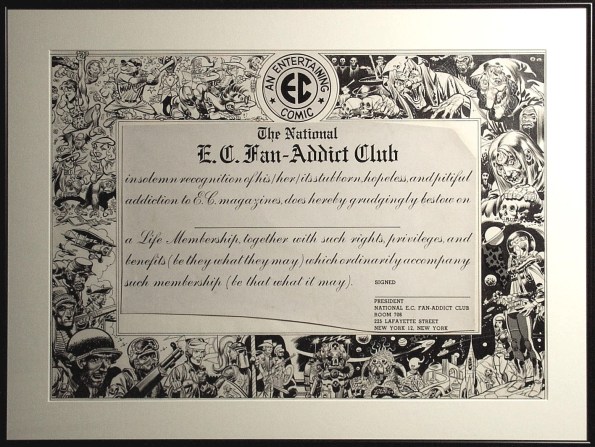 AN ENTERTAINING
EC
COMIC
The National
E.C. Fan-Addict Club
in solemn recognition of his/her/its stubborn, hopeless, and pitiful
addiction to E.C. magazines, does hereby grudgingly bestow on
a Life Membership, together with such rights, privileges, and
benefits (be they what they may) which ordinarily accompany
such membership (be that what it may).
SIGNED
PRESIDENT
NATIONAL E.C. FAN-ADDICT CLUB
ROOM 706
225 LAFAYETTE STREET
NEW YORK 12, NEW YORK